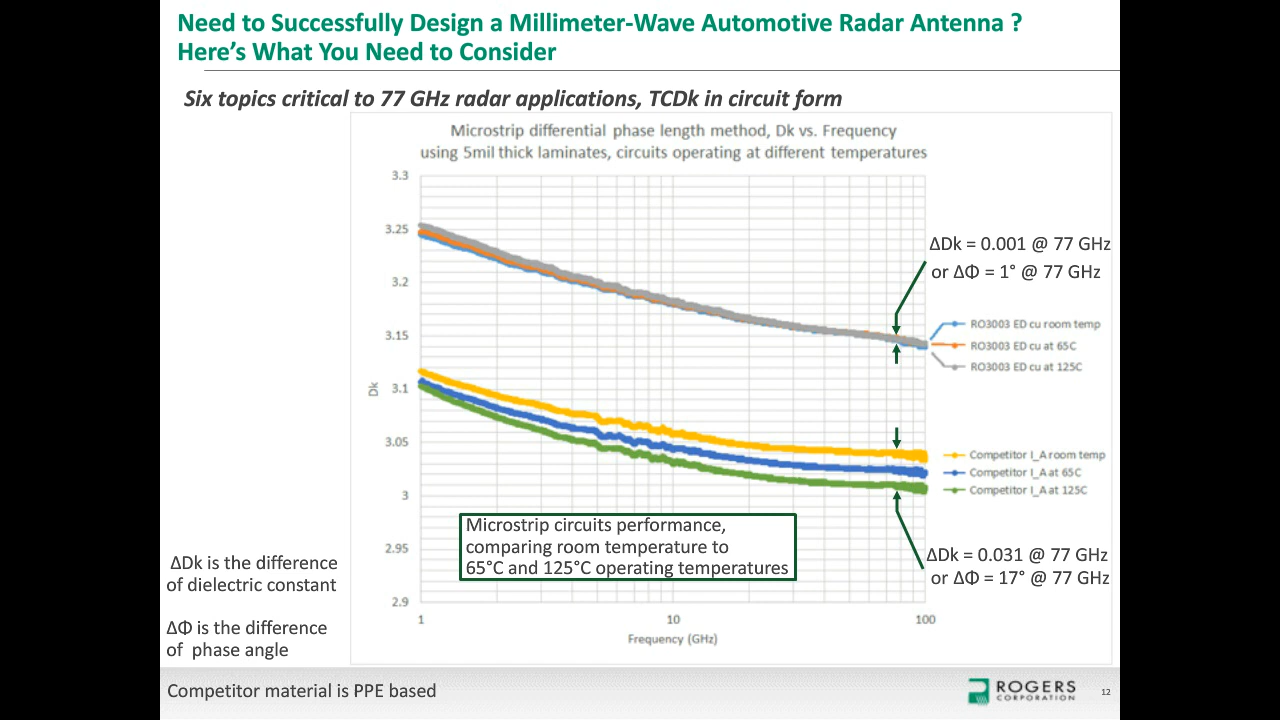 Need to Successfully Design a Millimeter-Wave Automotive Radar Antenna ?
Here's What You Need to Consider
Six topics critical to 77 GHz radar applications, TCDk in circuit form
Microstrip differential phase length method, Dk vs. Frequency
using 5mil thick laminates, circuits operating at different temperatures
3.3
3.25
3.2
3.15
3.1
3.05
3
2.95
2.9
Dk
1
10
100
Frequency (GHz)
ΔDk = 0.001 @ 77 GHz
or ΔΦ = 1° @ 77 GHz
RO3003 ED cu room temp
RO3003 ED cu at 65C
RO3003 ED cu at 125C
Competitor I_A room temp
Competitor I_A at 65C
Competitor I_A at 125C
ΔDk = 0.031 @ 77 GHz
or ΔΦ = 17° @ 77 GHz
Microstrip circuits performance,
comparing room temperature to
65°C and 125°C operating temperatures
ΔDk is the difference
of dielectric constant
ΔΦ is the difference
of phase angle
Competitor material is PPE based
ROGERS
CORPORATION
12